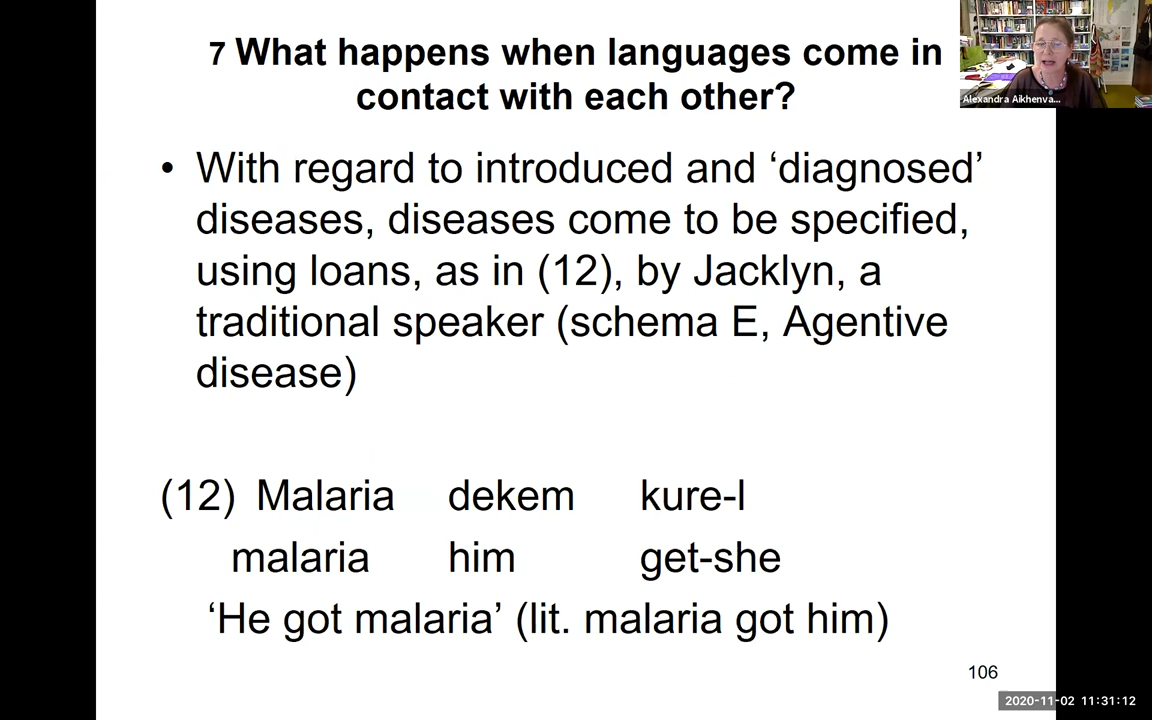 7 What happens when languages come in
contact with each other?
Alexandra Aikhenva...
• With regard to introduced and ‘diagnosed’
diseases, diseases come to be specified,
using loans, as in (12), by Jacklyn, a
traditional speaker (schema E, Agentive
disease)
(12) Malaria dekem kure-l
malaria him get-she
‘He got malaria’ (lit. malaria got him)
106
2020-11-02 11:31:12